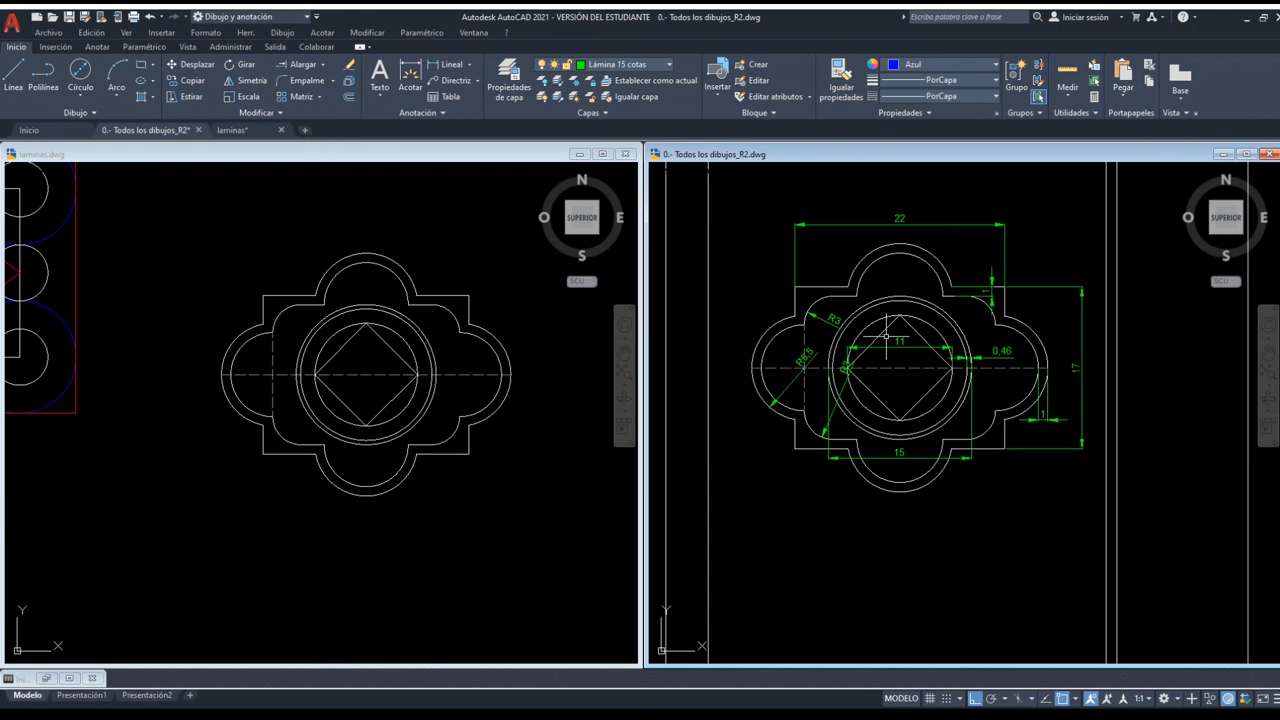 Dibujo y anotación
Autodesk AutoCAD 2021 - VERSIÓN DEL ESTUDIANTE 0.- Todos los dibujos_R2.dwg
Escriba palabra clave o frase
Iniciar sesión
Archivo Edición Ver Insertar Formato Herr. Dibujo Acotar Modificar Paramétrico Ventana ?
Inicio Inserción Anotar Paramétrico Vista Administrar Salida Colaborar
Desplazar Girar Alargar
Copiar Simetría Empalme
Estirar Escala Matriz
Línea Polilínea Círculo Arco
Texto Acotar
Lineal
Directriz
Tabla
Propiedades de capa
Lámina 15 cotas
Establecer como actual
Igualar capa
Insertar
Crear
Editar
Editar atributos
Igualar propiedades
Azul
PorCapa
PorCapa
Grupo
Medir
Pegar
Base
Dibujo Modificar Anotación Capas Bloque Propiedades Grupos Utilidades Portapapeles Vista
Inicio 0.- Todos los dibujos_R2* laminas*
laminas.dwg
0.- Todos los dibujos_R2.dwg
N
O SUPERIOR E
S
SCU
N
O SUPERIOR E
S
SCU
22
1
R3
11
0,46
R6,5
17
1
15
Y
X
Y
X
Ini...
Modelo Presentación1 Presentación2 +
MODELO
1:1